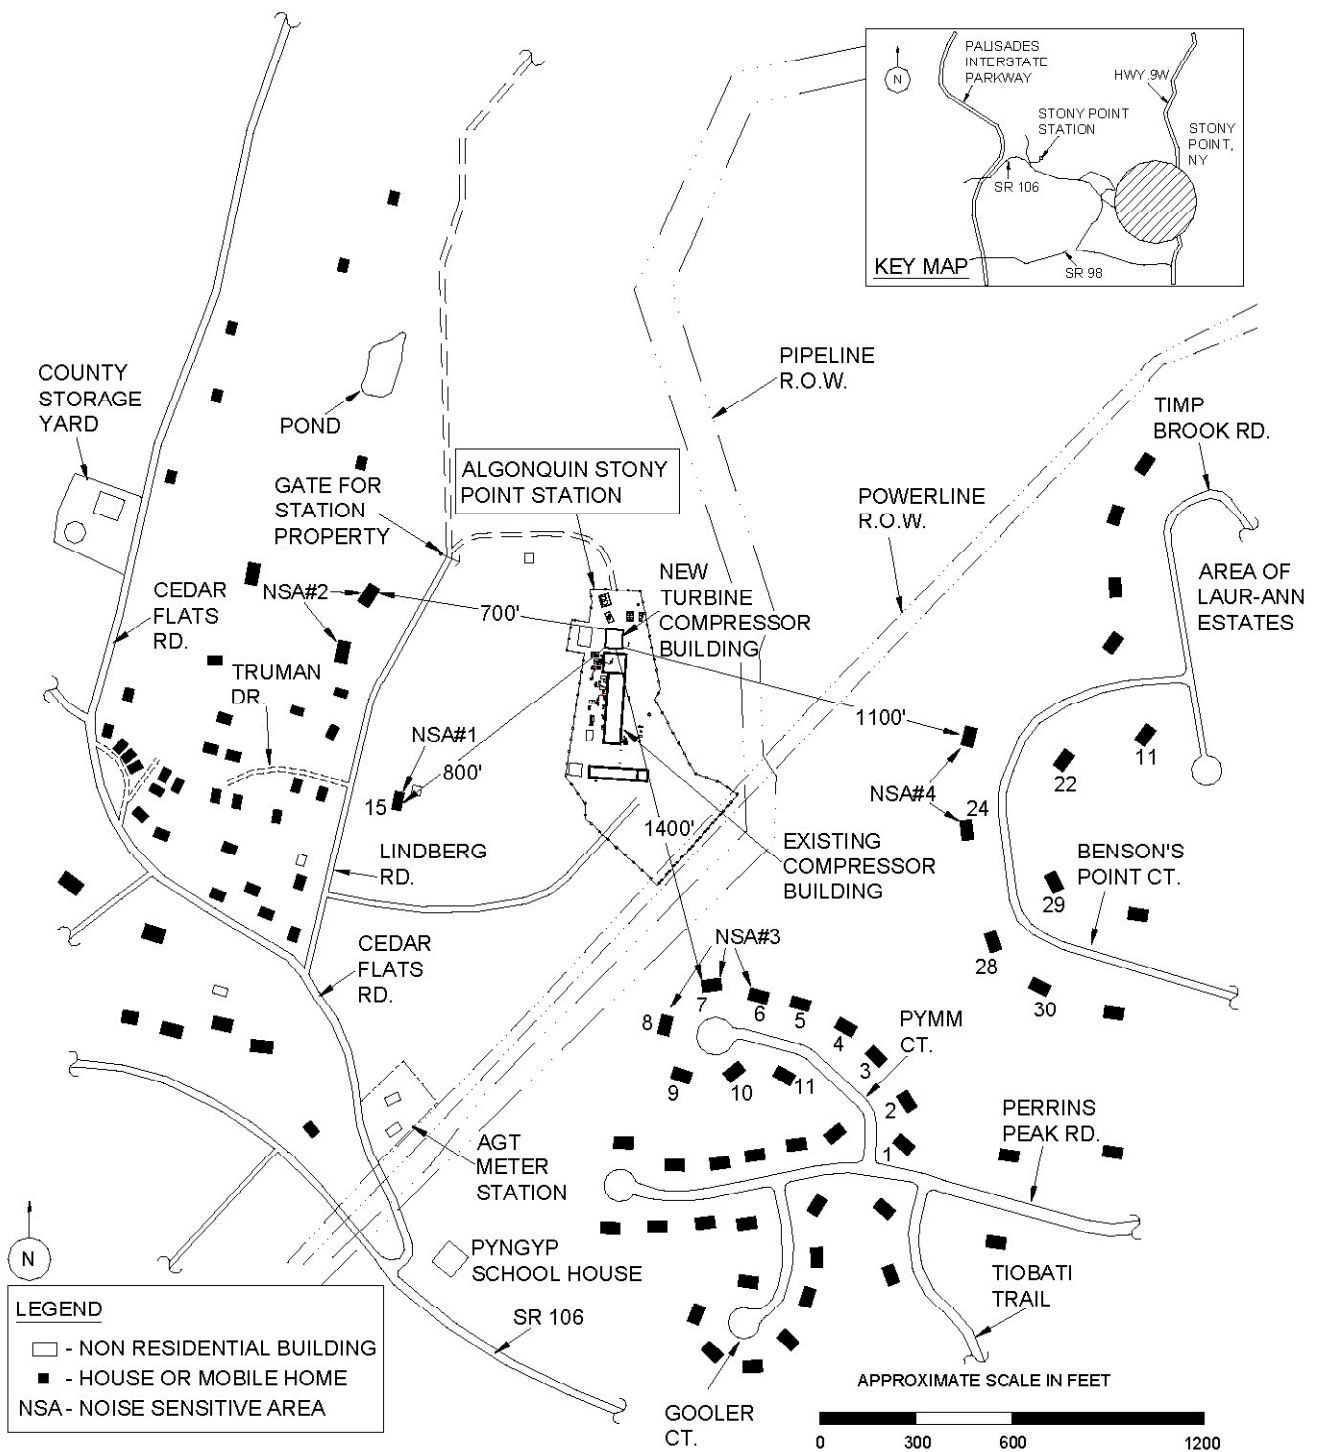 PALISADES
INTERSTATE
PARKWAY
HWY 9W
N
STONY POINT
STATION
STONY
POINT,
NY
SR 106
KEY MAP
SR 98
PIPELINE
R.O.W.
COUNTY
STORAGE
YARD
POND
TIMP
BROOK RD.
ALGONQUIN STONY
POINT STATION
GATE FOR
STATION
PROPERTY
POWERLINE
R.O.W.
CEDAR
FLATS
RD.
NSA#2
700'
NEW
TURBINE
COMPRESSOR
BUILDING
AREA OF
LAUR-ANN
ESTATES
TRUMAN
DR
1100'
NSA#1
800'
15
11
22
NSA#4
24
1400'
LINDBERG
RD.
EXISTING
COMPRESSOR
BUILDING
BENSON'S
POINT CT.
29
CEDAR
FLATS
RD.
NSA#3
28
30
7
6
5
8
4
3
PYMM
CT.
9
10
11
2
1
PERRINS
PEAK RD.
AGT
METER
STATION
N
PYNGYP
SCHOOL HOUSE
TIOBATI
TRAIL
LEGEND
- NON RESIDENTIAL BUILDING
- HOUSE OR MOBILE HOME
NSA - NOISE SENSITIVE AREA
SR 106
GOOLER
CT.
APPROXIMATE SCALE IN FEET
0 300 600 1200